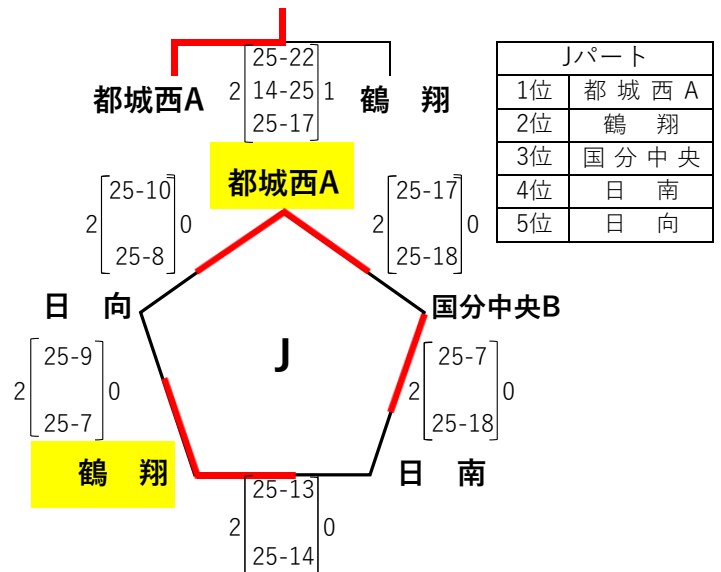 都城西A 2 25-22 1 鶴 翔
14-25
25-17
Jパート
1位 都城西A
2位 鶴 翔
3位 国分中央
4位 日 南
5位 日 向
都城西A
2 25-10 0
25-8
2 25-17 0
25-18
日 向
国分中央B
J
2 25-9 0
25-7
2 25-7 0
25-18
鶴 翔
日 南
2 25-13 0
25-14